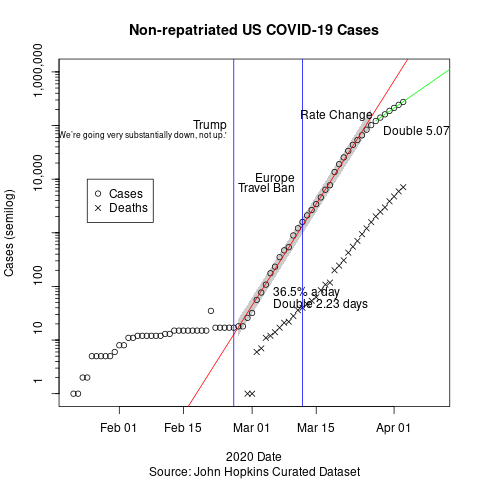 Non-repatriated US COVID-19 Cases
Cases (semilog)
1,000,000
10,000
100
10
1
Trump
'We're going very substantially down, not up.'
Rate Change
Double 5.07
Europe
Travel Ban
Cases
Deaths
36.5% a day
Double 2.23 days
Feb 01
Feb 15
Mar 01
Mar 15
Apr 01
2020 Date
Source: John Hopkins Curated Dataset